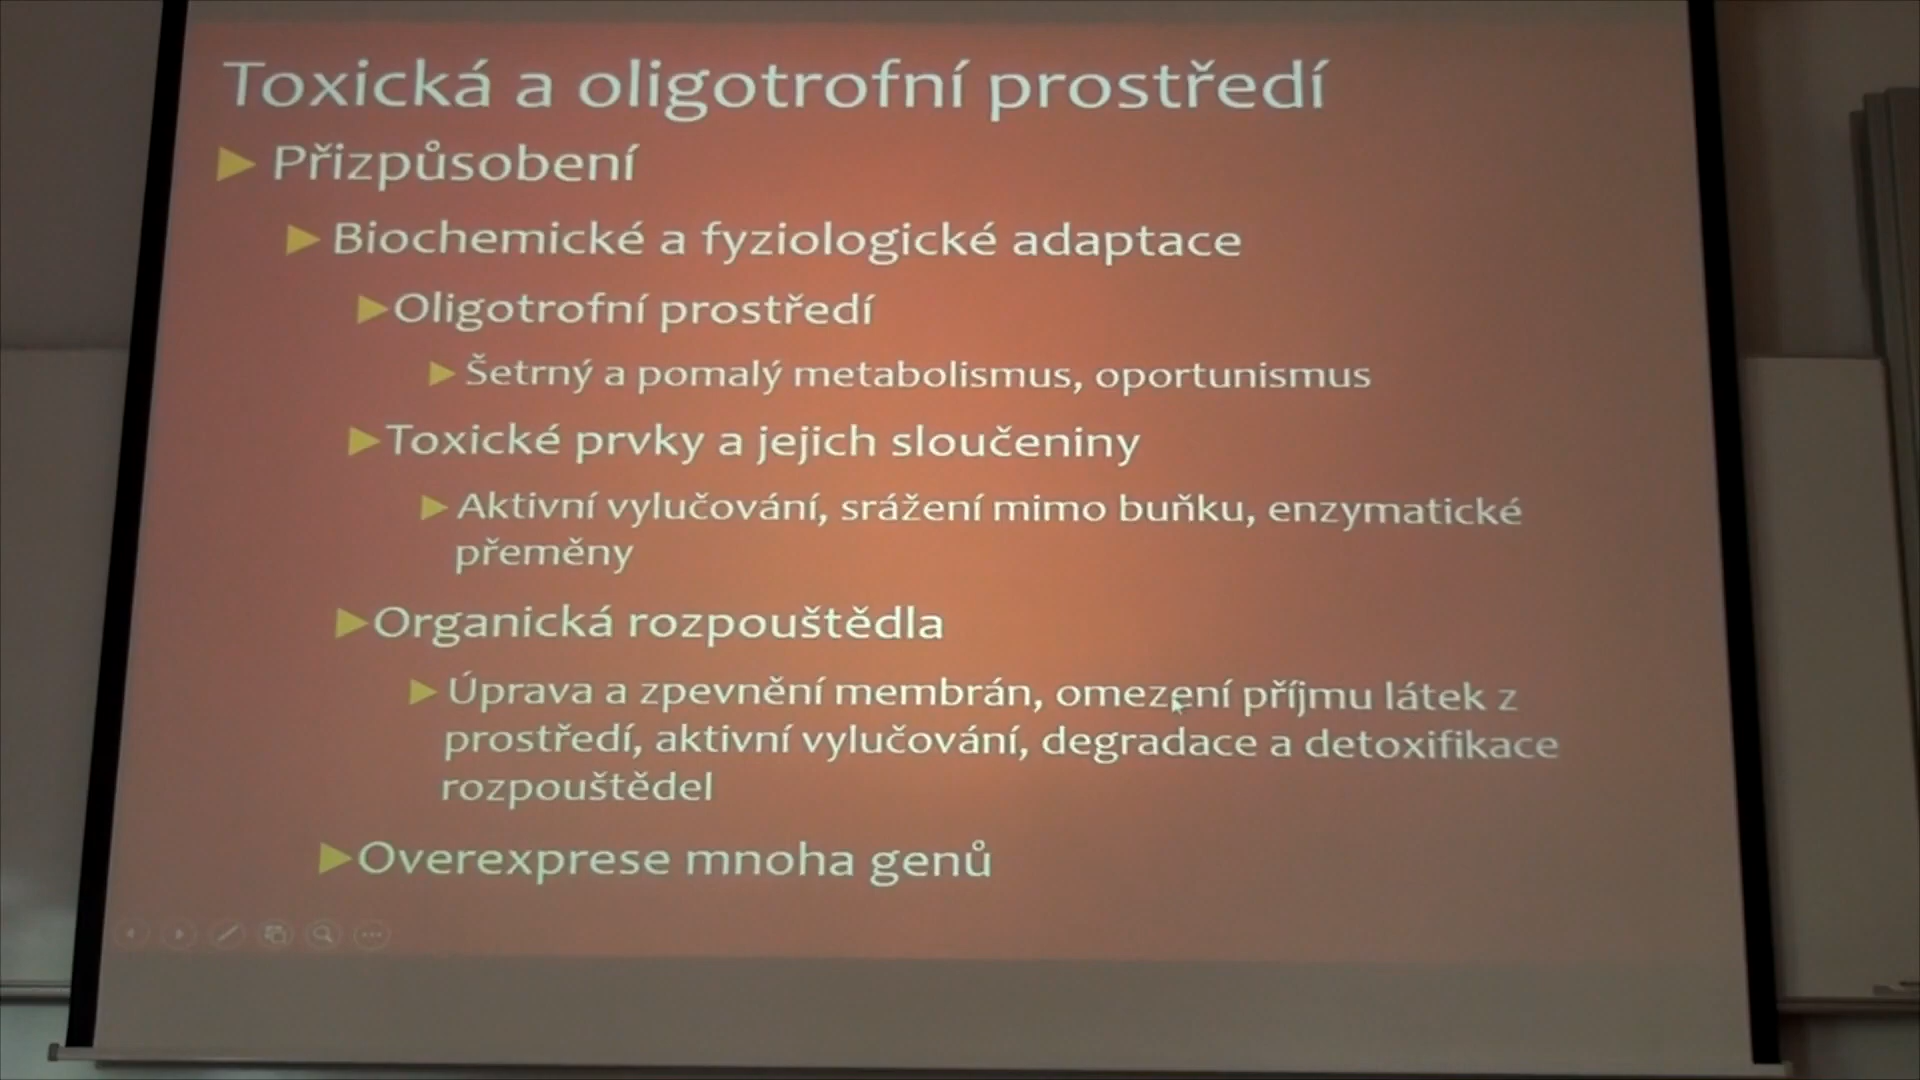 Toxická a oligotrofní prostředí
Přizpůsobení
Biochemické a fyziologické adaptace
Oligotrofní prostředí
Šetrný a pomalý metabolismus, oportunismus
Toxické prvky a jejich sloučeniny
Aktivní vylučování, srážení mimo buňku, enzymatické
přeměny
Organická rozpouštědla
Úprava a zpevnění membrán, omezení příjmu látek z
prostředí, aktivní vylučování, degradace a detoxifikace
rozpouštědel
Overexprese mnoha genů